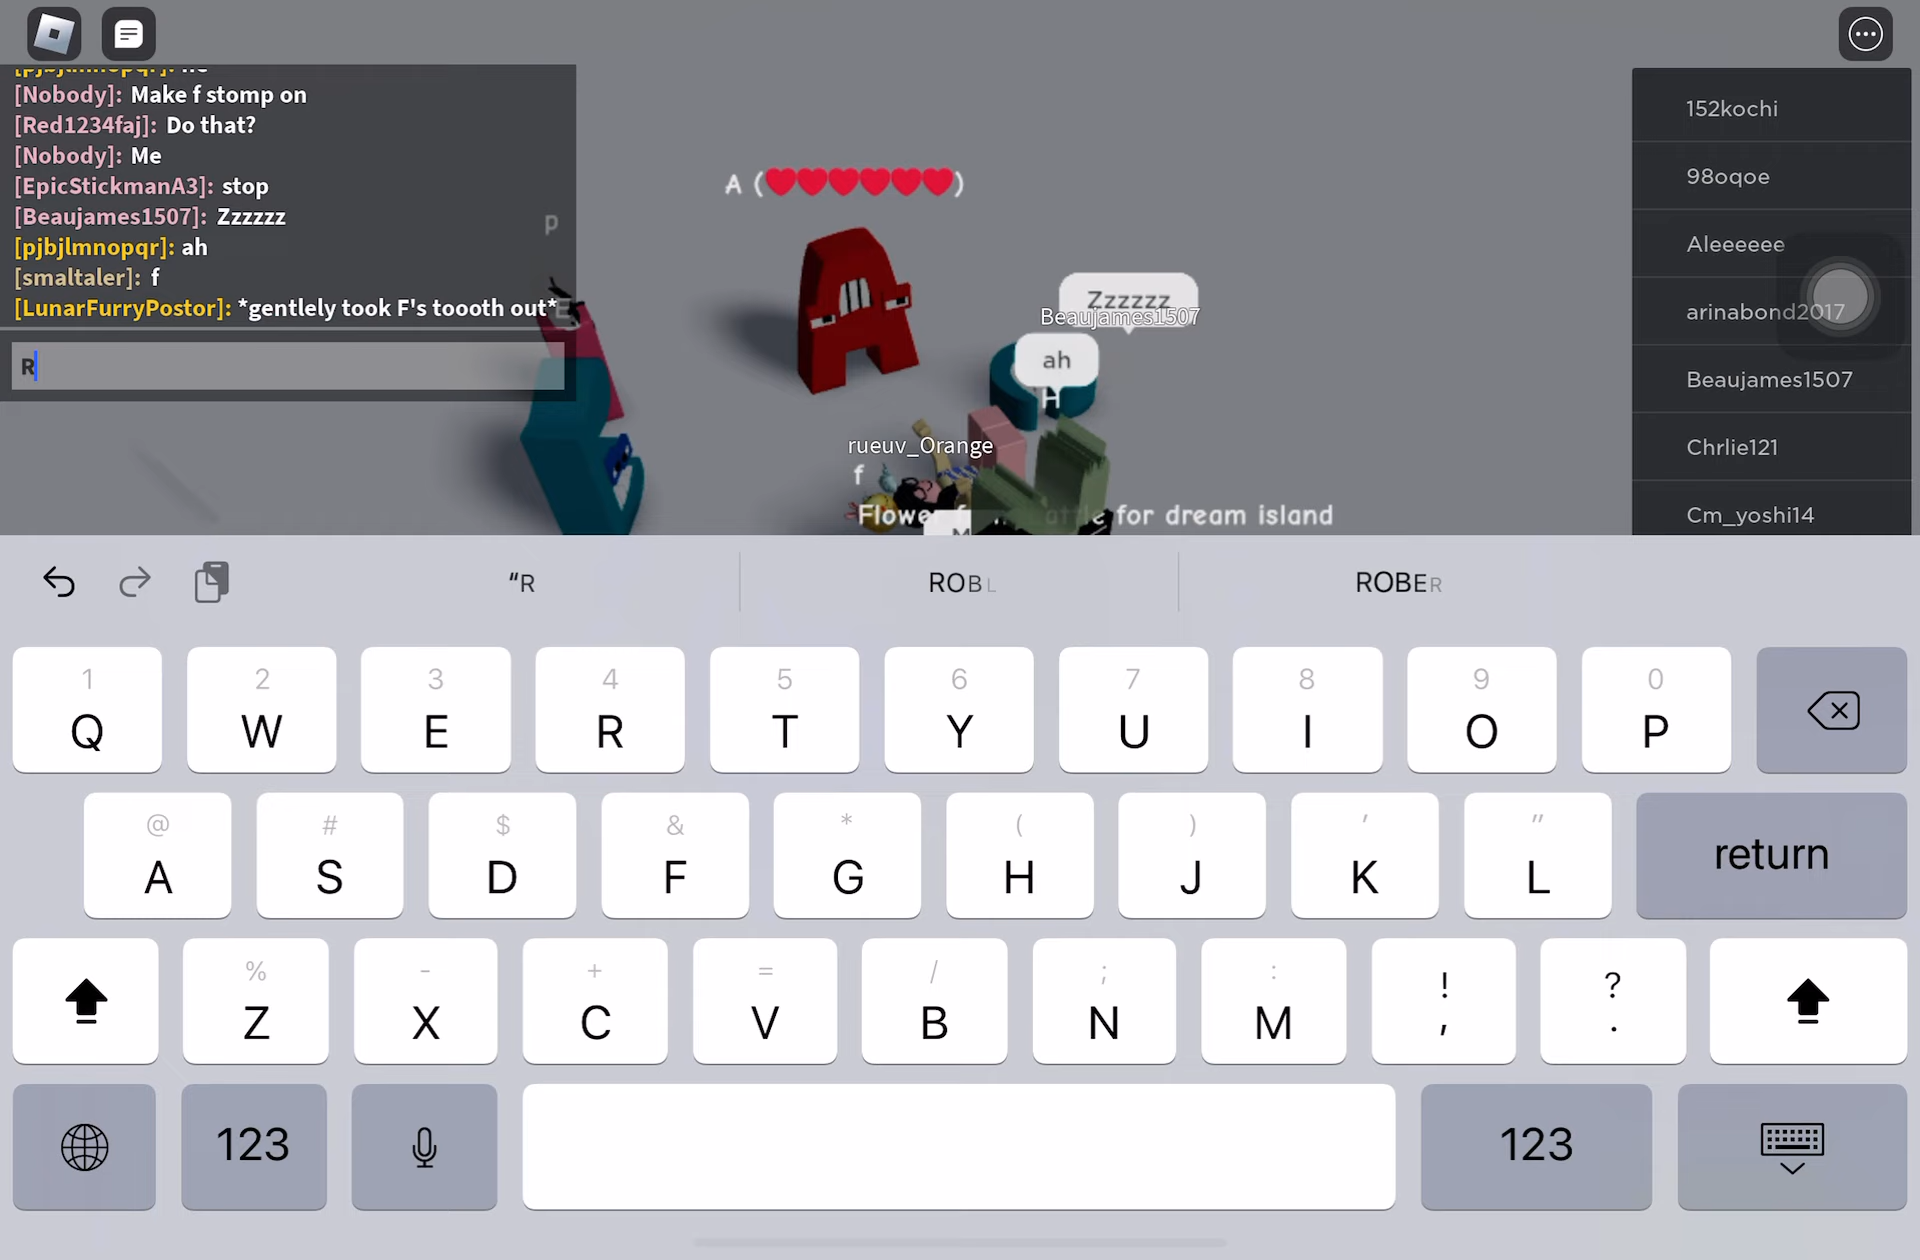 [Nobody]: Make f stomp on
[Red1234faj]: Do that?
[Nobody]: Me
[EpicStickmanA3]: stop
[Beaujames1507]: Zzzzzz
[pjbjlmnopqr]: ah
[smaltaler]: f
[LunarFurryPostor]: *gentlely took F's toooth out*
R
p
A (❤️❤️❤️❤️❤️❤️)
Zzzzzz
Beaujames1507
ah
H
E
rueuv_Orange
f
for dream island
M
152kochi
98oqoe
Aleeeeee
arinabond2017
Beaujames1507
Chrlie121
Cm_yoshi14
“R ROBL ROBER
1 2 3 4 5 6 7 8 9 0
Q W E R T Y U I O P
@ # $ & * ( ) ' "
A S D F G H J K L return
% - + = / ; : ! ?
Z X C V B N M , .
123 123